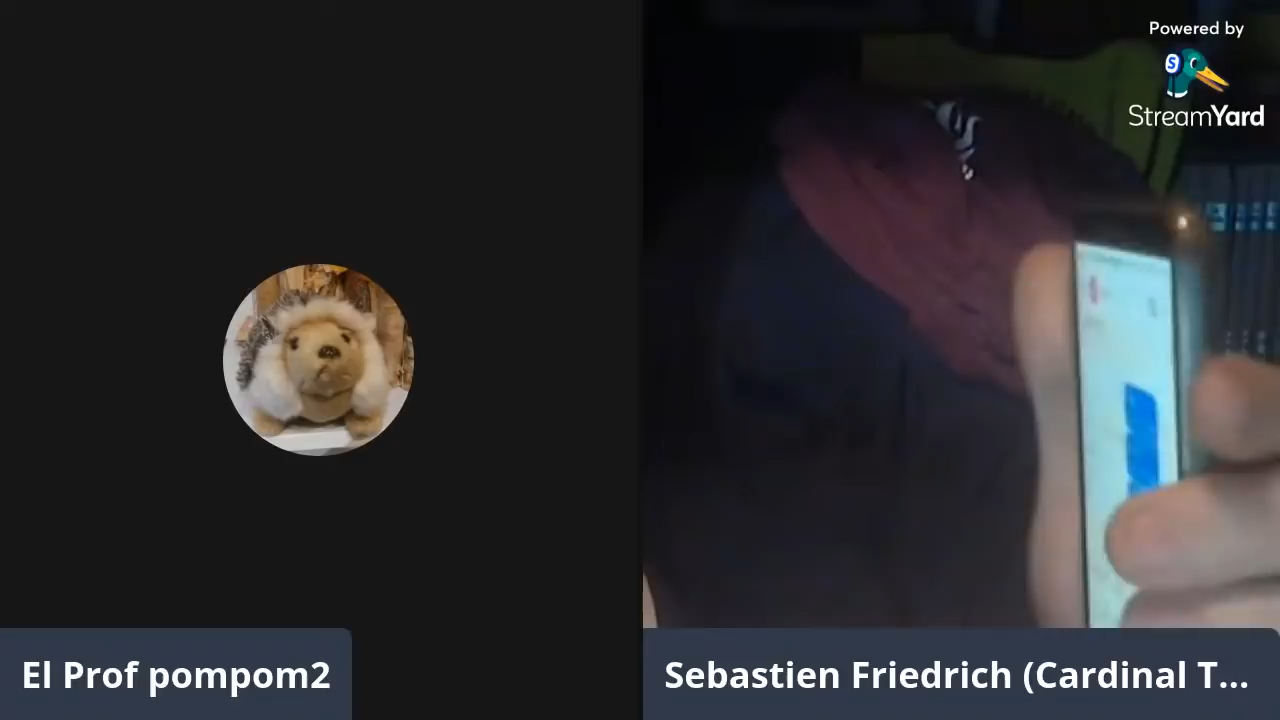 Powered by
StreamYard
El Prof pompom2
Sebastien Friedrich (Cardinal T...